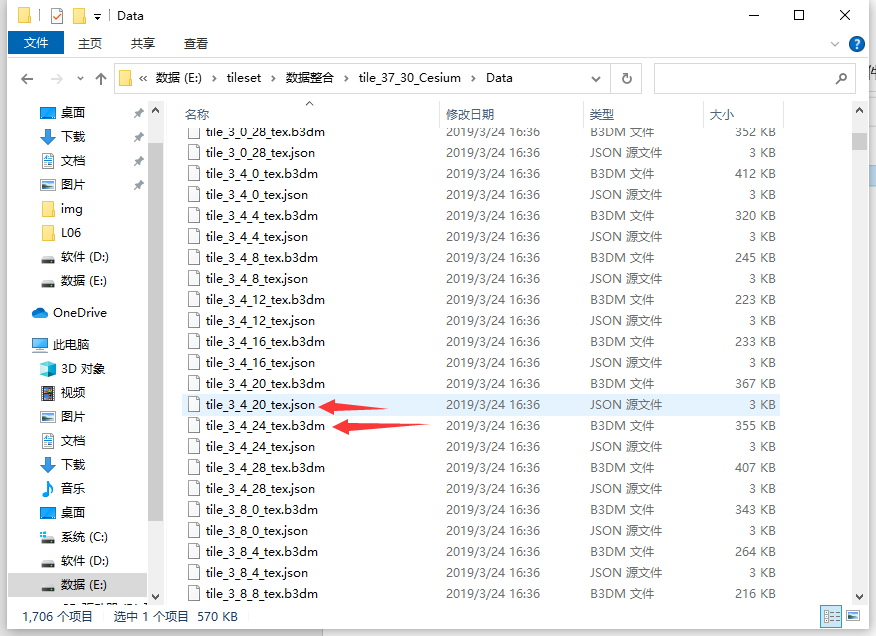 Data
文件 主页 共享 查看
« 数据 (E:) › tileset › 数据整合 › tile_37_30_Cesium › Data
名称 修改日期 类型 大小
tile_3_0_28_tex.b3dm 2019/3/24 16:36 B3DM 文件 352 KB
tile_3_0_28_tex.json 2019/3/24 16:36 JSON 源文件 3 KB
tile_3_4_0_tex.b3dm 2019/3/24 16:36 B3DM 文件 412 KB
tile_3_4_0_tex.json 2019/3/24 16:36 JSON 源文件 3 KB
tile_3_4_4_tex.b3dm 2019/3/24 16:36 B3DM 文件 320 KB
tile_3_4_4_tex.json 2019/3/24 16:36 JSON 源文件 3 KB
tile_3_4_8_tex.b3dm 2019/3/24 16:36 B3DM 文件 245 KB
tile_3_4_8_tex.json 2019/3/24 16:36 JSON 源文件 3 KB
tile_3_4_12_tex.b3dm 2019/3/24 16:36 B3DM 文件 223 KB
tile_3_4_12_tex.json 2019/3/24 16:36 JSON 源文件 3 KB
tile_3_4_16_tex.b3dm 2019/3/24 16:36 B3DM 文件 233 KB
tile_3_4_16_tex.json 2019/3/24 16:36 JSON 源文件 3 KB
tile_3_4_20_tex.b3dm 2019/3/24 16:36 B3DM 文件 367 KB
tile_3_4_20_tex.json 2019/3/24 16:36 JSON 源文件 3 KB
tile_3_4_24_tex.b3dm 2019/3/24 16:36 B3DM 文件 355 KB
tile_3_4_24_tex.json 2019/3/24 16:36 JSON 源文件 3 KB
tile_3_4_28_tex.b3dm 2019/3/24 16:36 B3DM 文件 407 KB
tile_3_4_28_tex.json 2019/3/24 16:36 JSON 源文件 3 KB
tile_3_8_0_tex.b3dm 2019/3/24 16:36 B3DM 文件 343 KB
tile_3_8_0_tex.json 2019/3/24 16:36 JSON 源文件 3 KB
tile_3_8_4_tex.b3dm 2019/3/24 16:36 B3DM 文件 264 KB
tile_3_8_4_tex.json 2019/3/24 16:36 JSON 源文件 3 KB
tile_3_8_8_tex.b3dm 2019/3/24 16:36 B3DM 文件 216 KB
桌面
下载
文档
图片
img
L06
软件 (D:)
数据 (E:)
OneDrive
此电脑
3D 对象
视频
图片
文档
下载
音乐
桌面
系统 (C:)
软件 (D:)
数据 (E:)
1,706 个项目 选中 1 个项目 570 KB